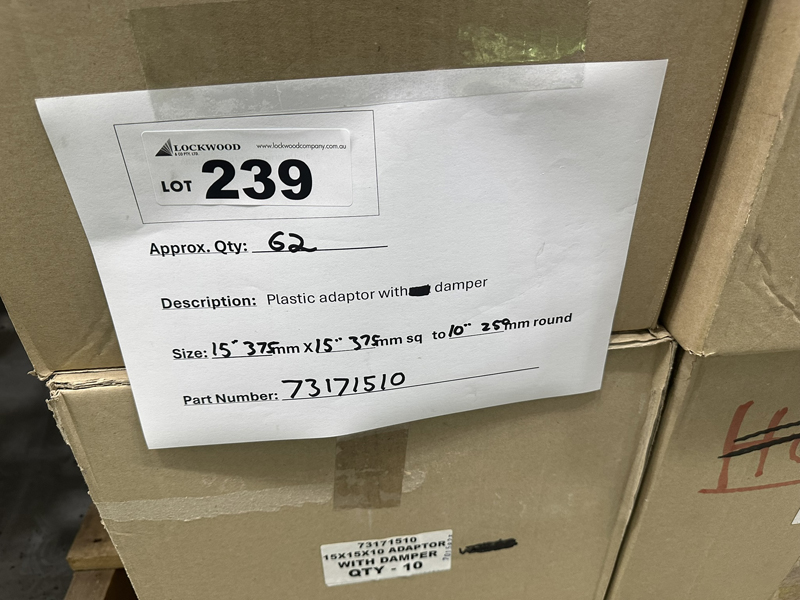 LOCKWOOD
& CO PTY. LTD.
www.lockwoodcompany.com.au
LOT 239
Approx. Qty: 62
Description: Plastic adaptor with damper
Size: 15" 375mm X 15" 375mm sq to 10" 250mm round
Part Number: 73171510
73171510
15X15X10 ADAPTOR
WITH DAMPER
QTY - 10